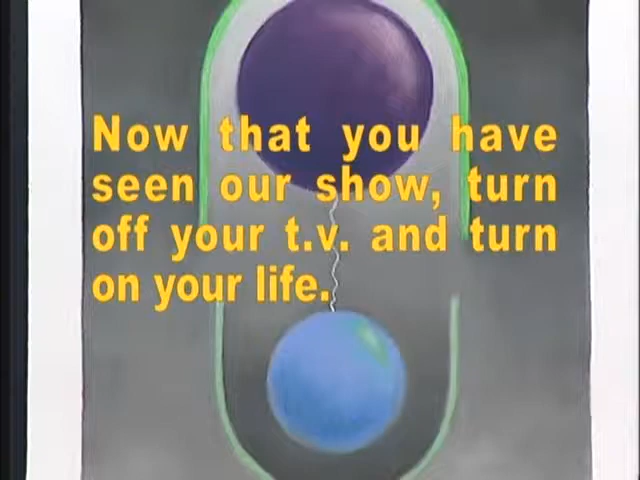 Now that you have
seen our show, turn
off your t.v. and turn
on your life.